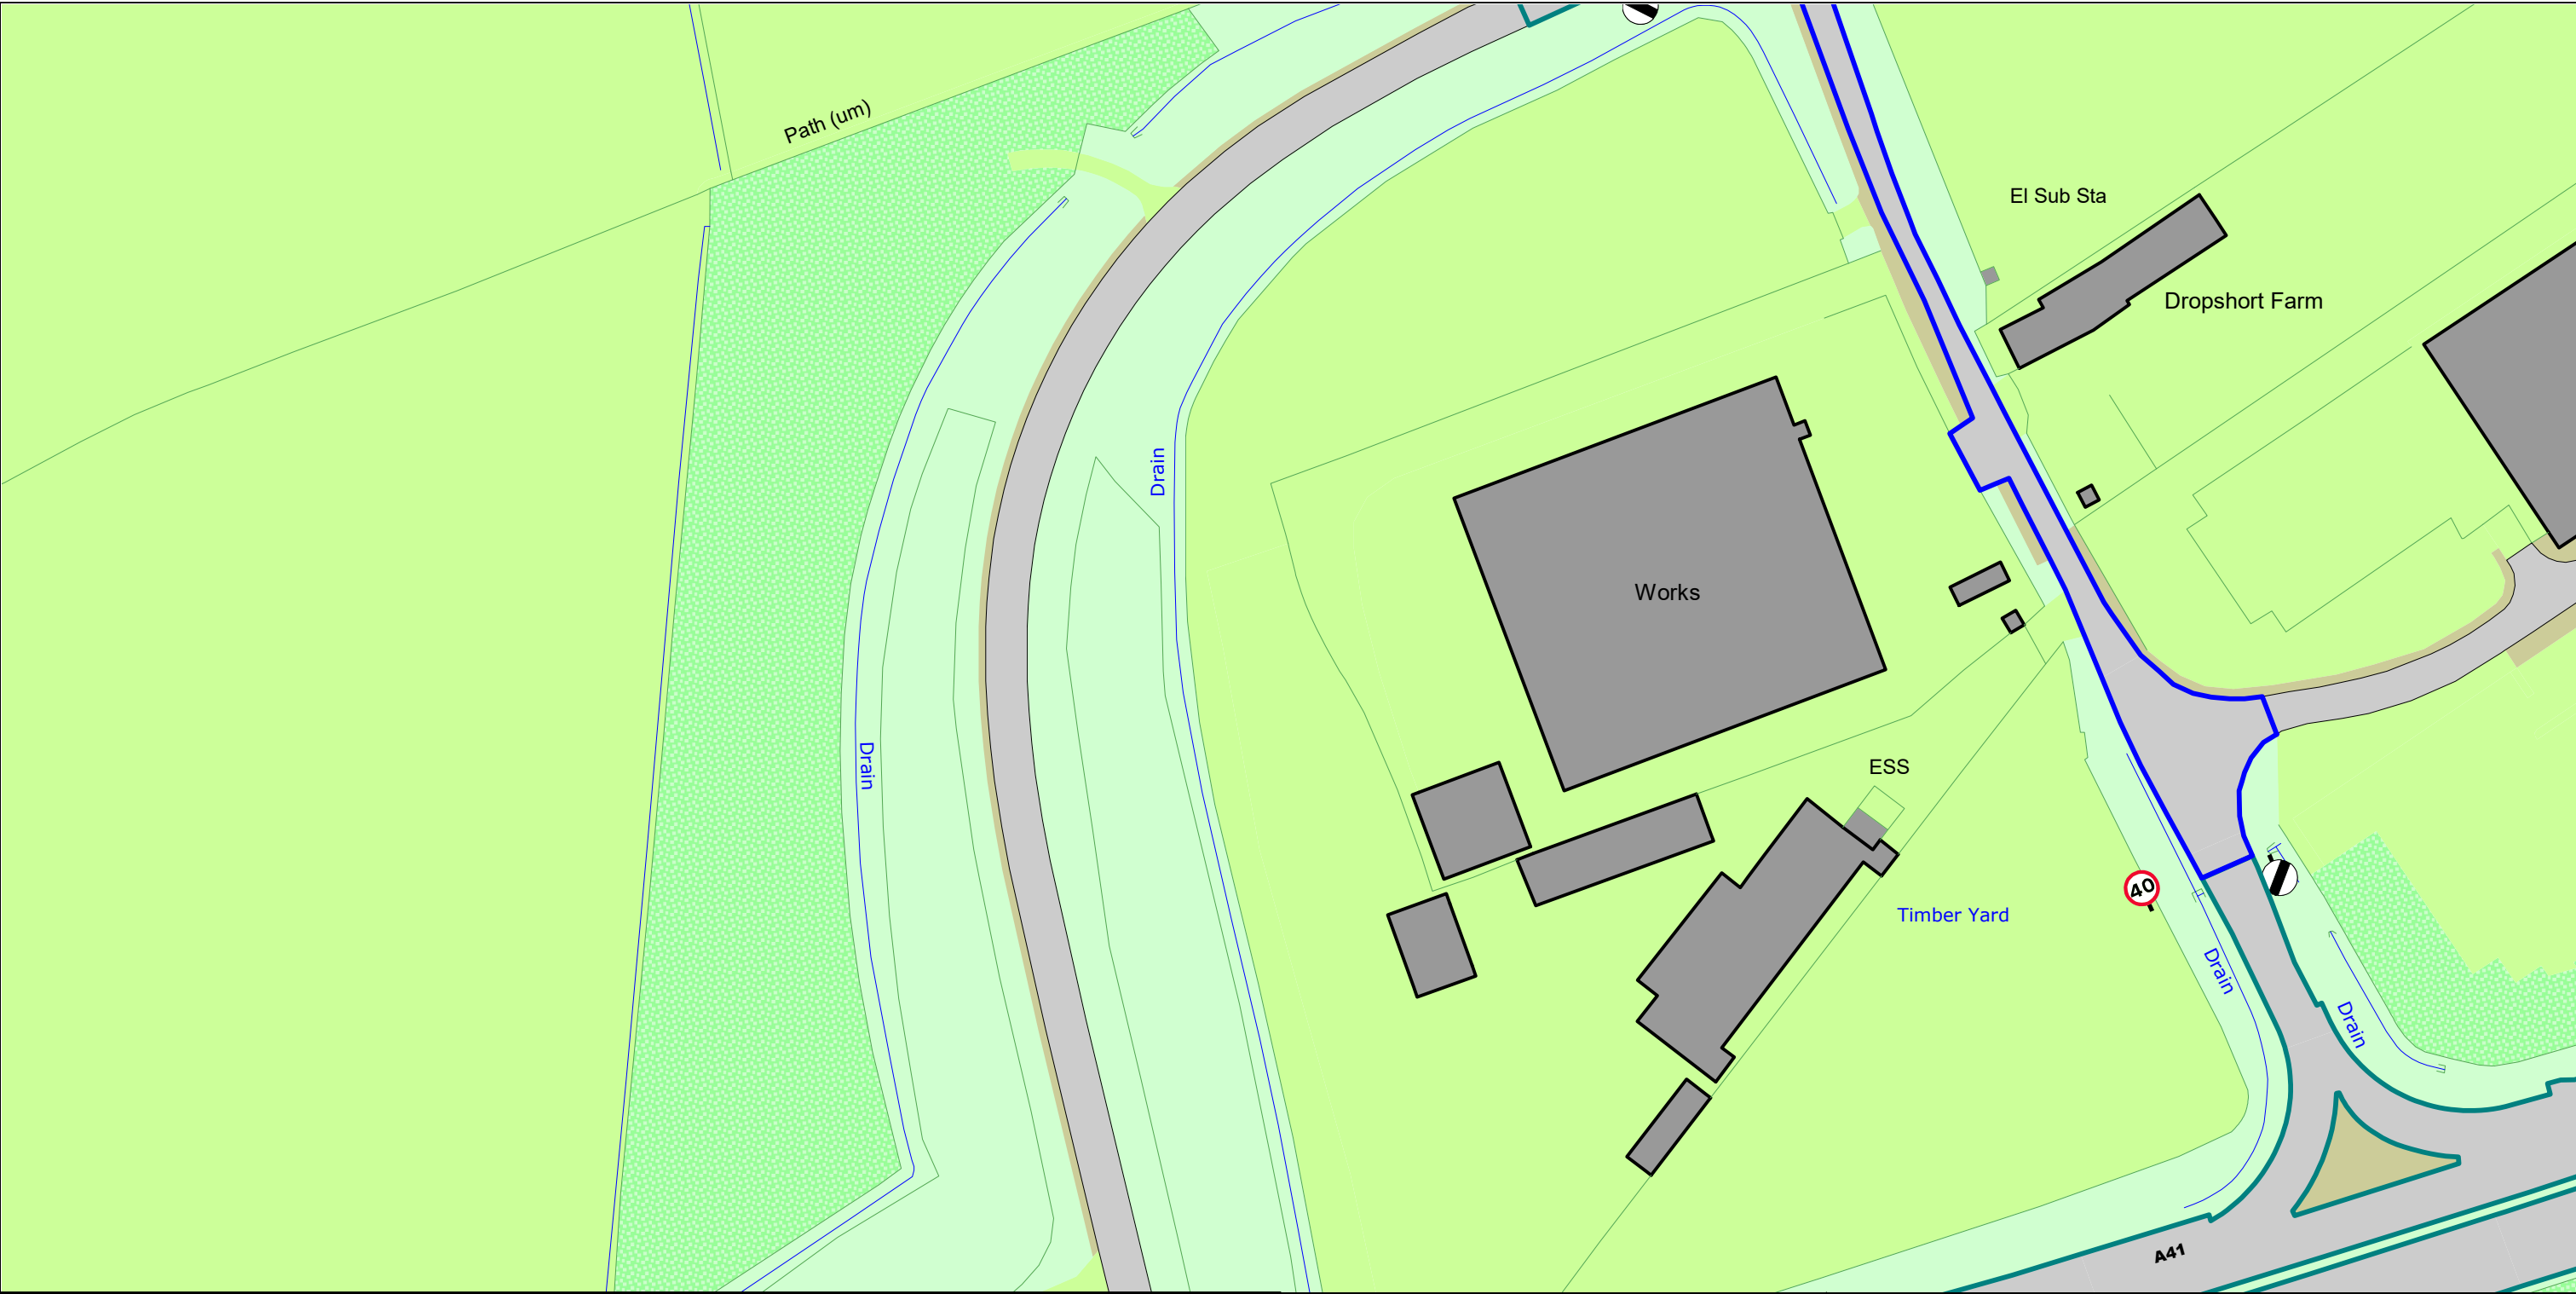 Path (um)
El Sub Sta
Dropshort Farm
Drain
Works
Drain
ESS
40
Timber Yard
Drain
Drain
A41